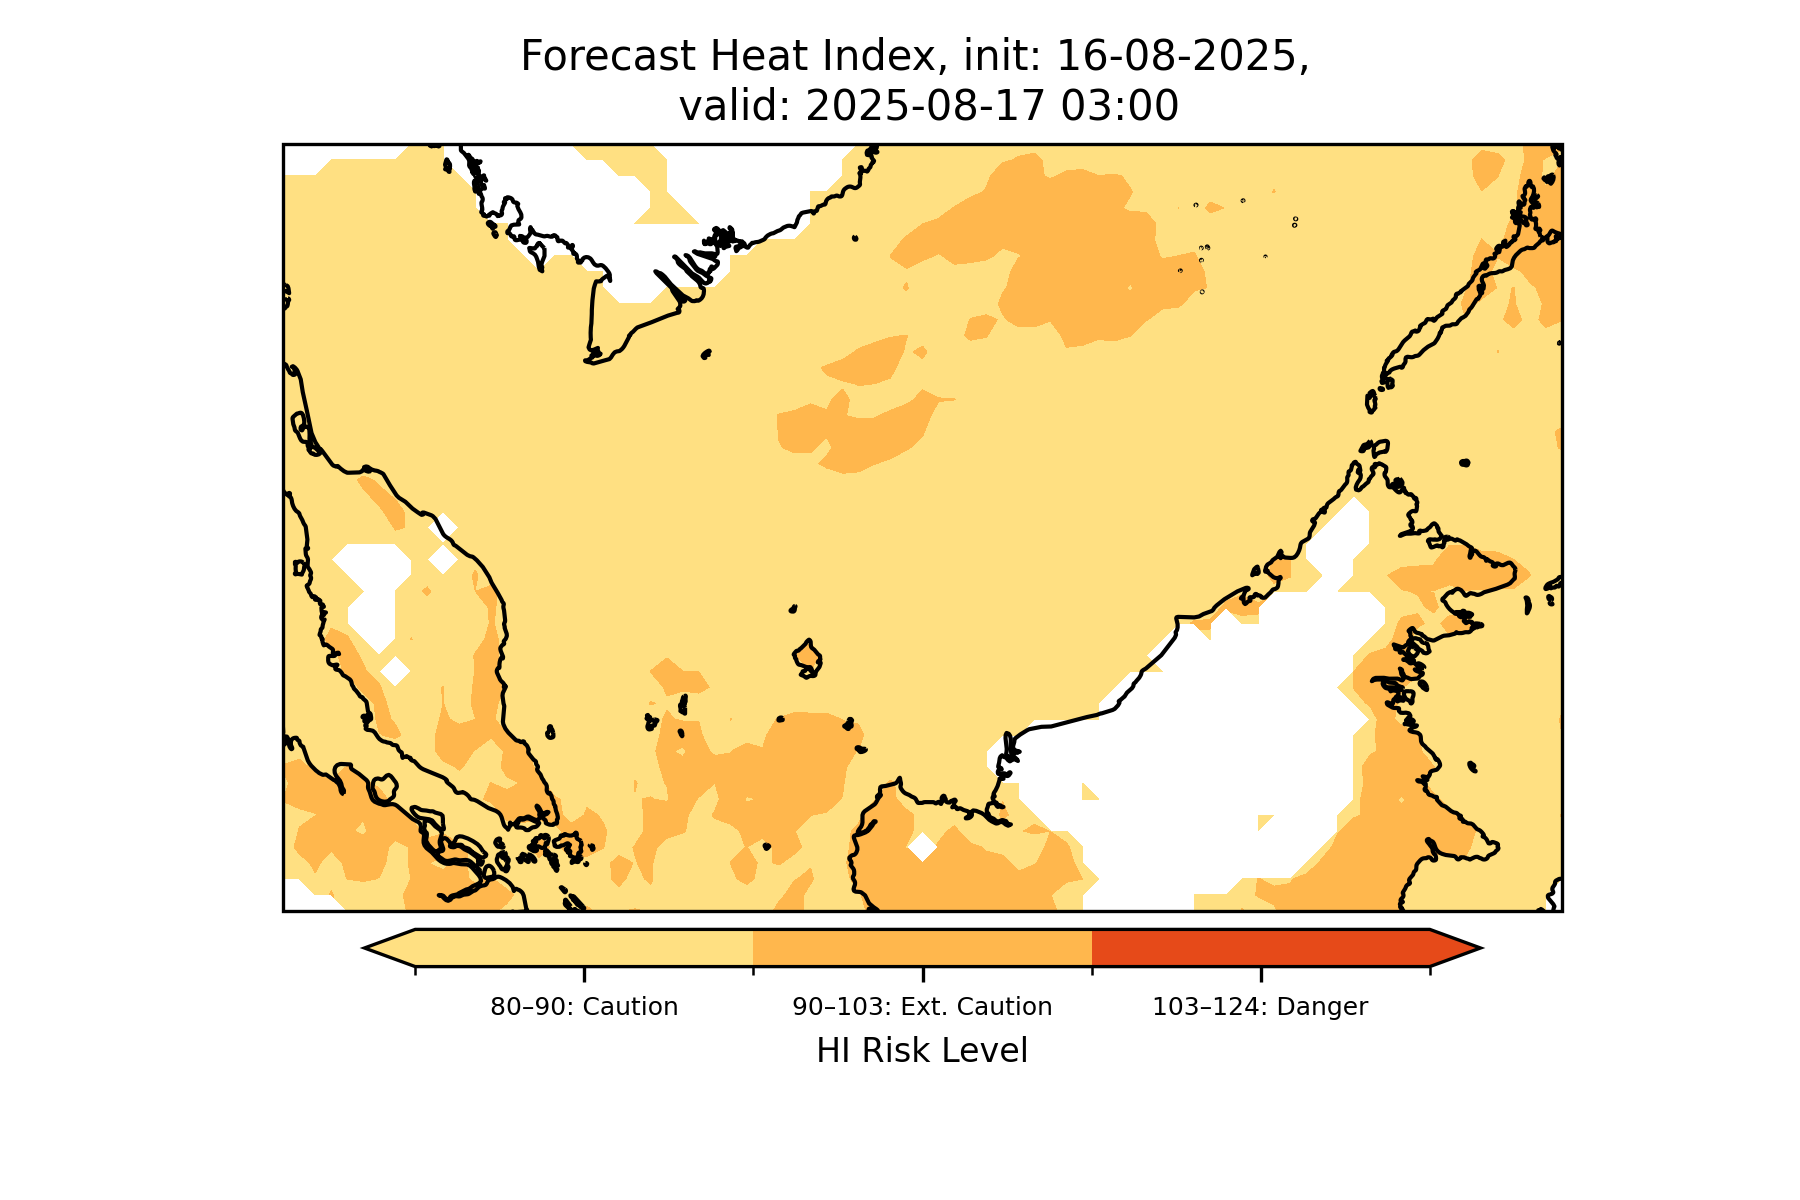 Forecast Heat Index, init: 16-08-2025,
valid: 2025-08-17 03:00
80–90: Caution
90–103: Ext. Caution
103–124: Danger
HI Risk Level